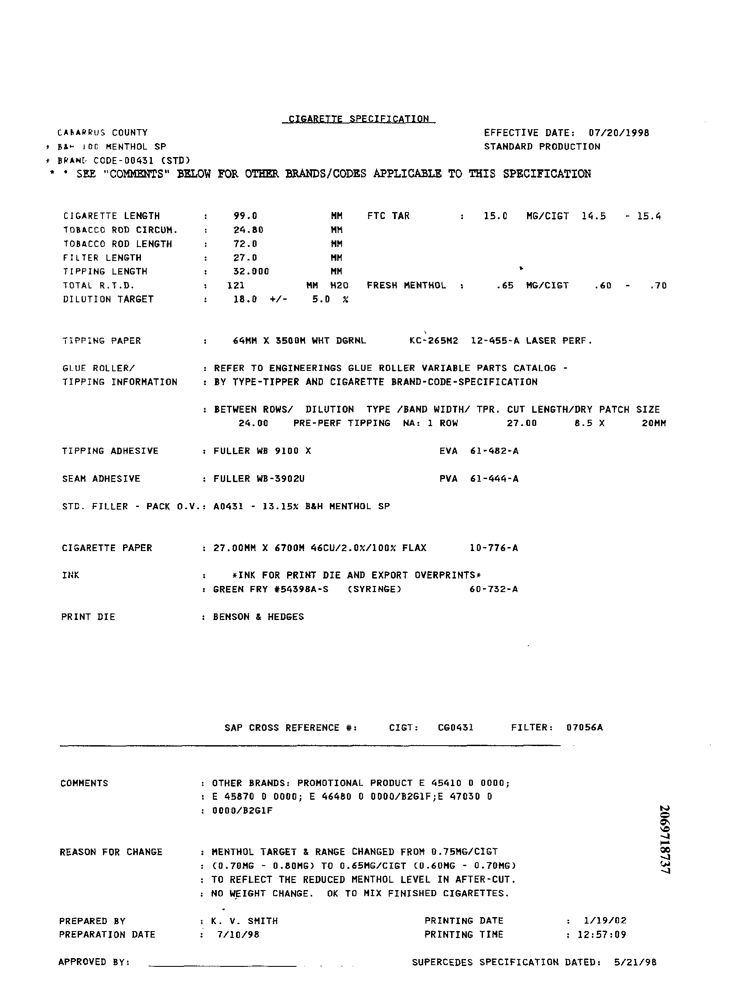 CIGARETTE SPECIFICATION
CABARRUS COUNTY EFFECTIVE DATE: 07/20/1998
* B&H 100 MENTHOL SP STANDARD PRODUCTION
* BRAND CODE-00431 (STD)
* * SEE "COMMENTS" BELOW FOR OTHER BRANDS/CODES APPLICABLE TO THIS SPECIFICATION
CIGARETTE LENGTH : 99.0 MM FTC TAR : 15.0 MG/CIGT 14.5 - 15.4
TOBACCO ROD CIRCUM. : 24.80 MM
TOBACCO ROD LENGTH : 72.0 MM
FILTER LENGTH : 27.0 MM
TIPPING LENGTH : 32.000 MM
TOTAL R.T.D. : 121 MM H2O FRESH MENTHOL : .65 MG/CIGT .60 - .70
DILUTION TARGET : 18.0 +/- 5.0 %
TIPPING PAPER : 64MM X 3500M WHT DGRNL KC-265M2 12-455-A LASER PERF.
GLUE ROLLER/ : REFER TO ENGINEERINGS GLUE ROLLER VARIABLE PARTS CATALOG -
TIPPING INFORMATION : BY TYPE-TIPPER AND CIGARETTE BRAND-CODE-SPECIFICATION
: BETWEEN ROWS/ DILUTION TYPE /BAND WIDTH/ TPR. CUT LENGTH/DRY PATCH SIZE
24.00 PRE-PERF TIPPING NA: 1 ROW 27.00 8.5 X 20MM
TIPPING ADHESIVE : FULLER WB 9100 X EVA 61-482-A
SEAM ADHESIVE : FULLER WB-3902U PVA 61-444-A
STD. FILLER - PACK O.V.: A0431 - 13.15% B&H MENTHOL SP
CIGARETTE PAPER : 27.00MM X 6700M 46CU/2.0%/100% FLAX 10-776-A
INK : *INK FOR PRINT DIE AND EXPORT OVERPRINTS*
: GREEN FRY #54398A-S (SYRINGE) 60-732-A
PRINT DIE : BENSON & HEDGES
SAP CROSS REFERENCE #: CIGT: CG0431 FILTER: 07056A
COMMENTS : OTHER BRANDS: PROMOTIONAL PRODUCT E 45410 0 0000;
: E 45870 0 0000; E 46480 0 0000/B2G1F;E 47030 0
: 0000/B2G1F
REASON FOR CHANGE : MENTHOL TARGET & RANGE CHANGED FROM 0.75MG/CIGT
: (0.70MG - 0.80MG) TO 0.65MG/CIGT (0.60MG - 0.70MG)
: TO REFLECT THE REDUCED MENTHOL LEVEL IN AFTER-CUT.
: NO WEIGHT CHANGE. OK TO MIX FINISHED CIGARETTES.
PREPARED BY : K. V. SMITH PRINTING DATE : 1/19/02
PREPARATION DATE : 7/10/98 PRINTING TIME : 12:57:09
APPROVED BY: SUPERCEDES SPECIFICATION DATED: 5/21/98
2069718737